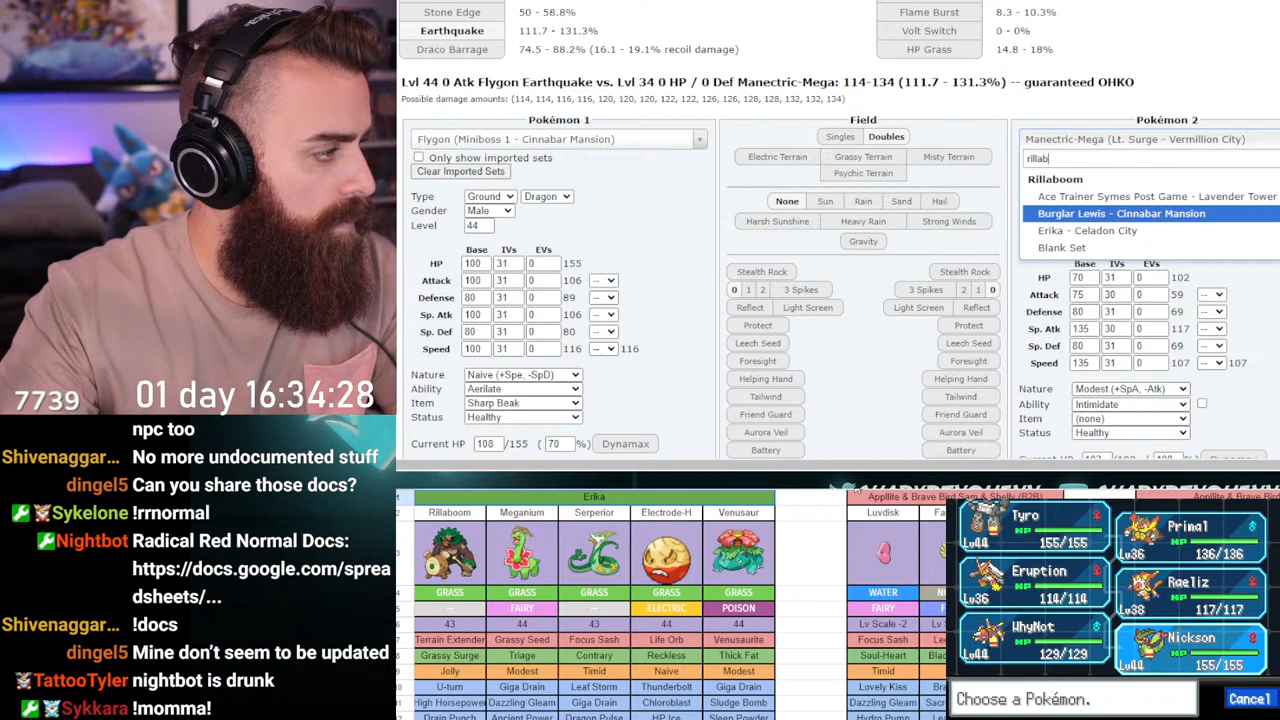 Stone Edge 50 - 58.8%
Earthquake 111.7 - 131.3%
Draco Barrage 74.5 - 88.2% (16.1 - 19.1% recoil damage)
Flame Burst 8.3 - 10.3%
Volt Switch 0 - 0%
HP Grass 14.8 - 18%
Lvl 44 0 Atk Flygon Earthquake vs. Lvl 34 0 HP / 0 Def Manectric-Mega: 114-134 (111.7 - 131.3%) -- guaranteed OHKO
Possible damage amounts: (114, 114, 116, 116, 120, 120, 120, 122, 122, 126, 126, 128, 128, 132, 132, 134)
Pokémon 1
Flygon (Miniboss 1 - Cinnabar Mansion)
Only show imported sets
Clear Imported Sets
Type Ground Dragon
Gender Male
Level 44
Base IVs EVs
HP 100 31 0 155
Attack 100 31 0 106 --
Defense 80 31 0 89 --
Sp. Atk 100 31 0 106 --
Sp. Def 80 31 0 80 --
Speed 100 31 0 116 -- 116
Nature Naive (+Spe, -SpD)
Ability Aerilate
Item Sharp Beak
Status Healthy
Current HP 108 /155 ( 70 %) Dynamax
Field
Singles Doubles
Electric Terrain Grassy Terrain Misty Terrain
Psychic Terrain
None Sun Rain Sand Hail
Harsh Sunshine Heavy Rain Strong Winds
Gravity
Stealth Rock Stealth Rock
0 1 2 3 Spikes 3 Spikes 2 1 0
Reflect Light Screen Light Screen Reflect
Protect Protect
Leech Seed Leech Seed
Foresight Foresight
Helping Hand Helping Hand
Tailwind Tailwind
Friend Guard Friend Guard
Aurora Veil Aurora Veil
Battery Battery
Pokémon 2
Manectric-Mega (Lt. Surge - Vermillion City)
rillab
Rillaboom
Ace Trainer Symes Post Game - Lavender Tower
Burglar Lewis - Cinnabar Mansion
Erika - Celadon City
Blank Set
Base IVs EVs
HP 70 31 0 102
Attack 75 30 0 59 --
Defense 80 31 0 69 --
Sp. Atk 135 30 0 117 --
Sp. Def 80 31 0 69 --
Speed 135 31 0 107 -- 107
Nature Modest (+SpA, -Atk)
Ability Intimidate
Item (none)
Status Healthy
7739 01 day 16:34:28
npc too
Shivenaggar... No more undocumented stuff
dingel5 Can you share those docs?
Sykelone !rrnormal
Nightbot Radical Red Normal Docs:
https://docs.google.com/sprea
dsheets/...
Shivenaggar... !docs
dingel5 Mine don't seem to be updated
TattooTyler nightbot is drunk
Sykkara !momma!
Erika
Rillaboom Meganium Serperior Electrode-H Venusaur
GRASS GRASS GRASS GRASS GRASS
— FAIRY — ELECTRIC POISON
43 44 43 44 44
Terrain Extender Grassy Seed Focus Sash Life Orb Venusaurite
Grassy Surge Triage Contrary Reckless Thick Fat
Jolly Modest Timid Naive Modest
U-turn Giga Drain Leaf Storm Thunderbolt Giga Drain
High Horsepower Dazzling Gleam Dazzling Gleam Chloroblast Sludge Bomb
Drain Punch Ancient Power Dragon Pulse HP Ice Sleep Powder
Appllite & Brave Bird Sam & Shelly (B2B)
Luvdisk
WATER
FAIRY
Lv Scale -2
Focus Sash
Soul-Heart
Timid
Lovely Kiss
Dazzling Gleam
Hydro Pump
Tyro
Lv44 155/155
Primal
Lv36 136/136
Eruption
Lv36 114/114
Raeliz
Lv38 117/117
WhyNot
Lv44 129/129
Nickson
Lv44 155/155
Choose a Pokémon.
Cancel